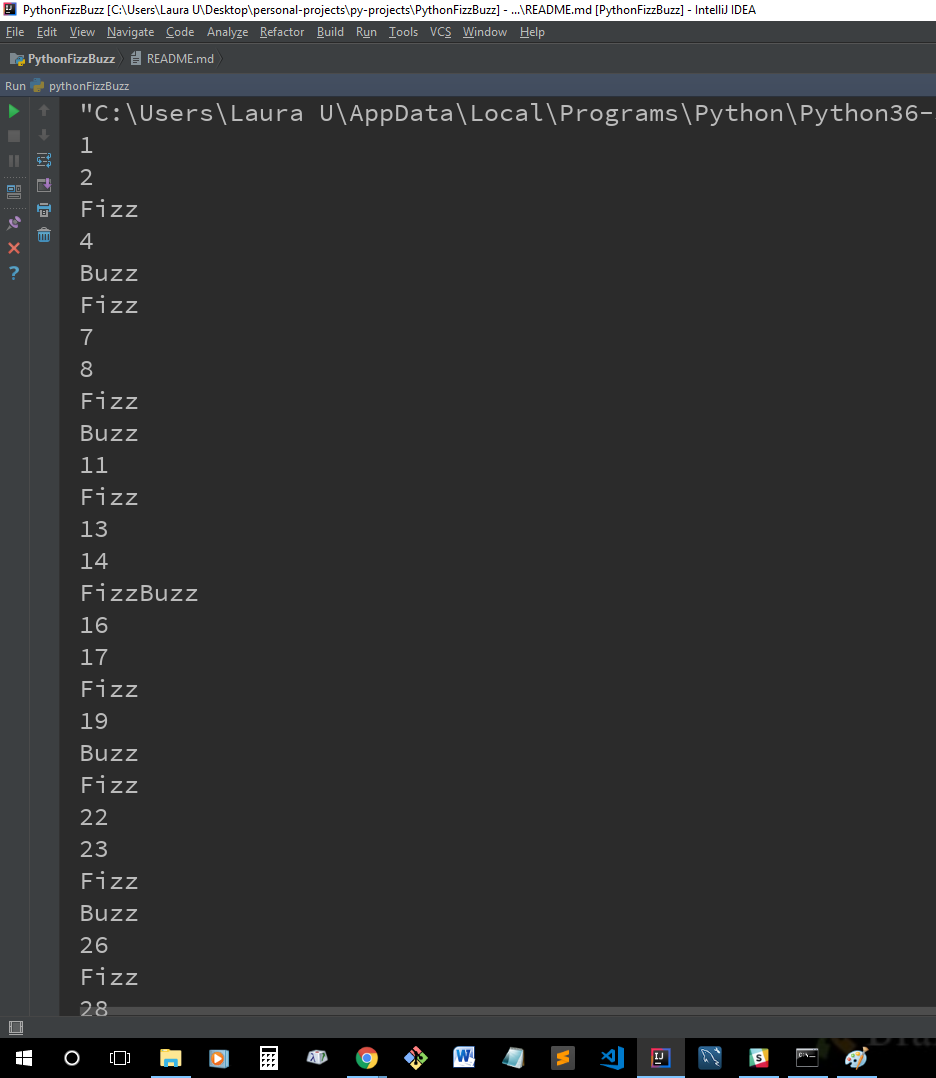 PythonFizzBuzz [C:\Users\Laura U\Desktop\personal-projects\py-projects\PythonFizzBuzz] - ...\README.md [PythonFizzBuzz] - IntelliJ IDEA
File Edit View Navigate Code Analyze Refactor Build Run Tools VCS Window Help
PythonFizzBuzz README.md
Run pythonFizzBuzz
"C:\Users\Laura U\AppData\Local\Programs\Python\Python36-
1
2
Fizz
4
Buzz
Fizz
7
8
Fizz
Buzz
11
Fizz
13
14
FizzBuzz
16
17
Fizz
19
Buzz
Fizz
22
23
Fizz
Buzz
26
Fizz
28